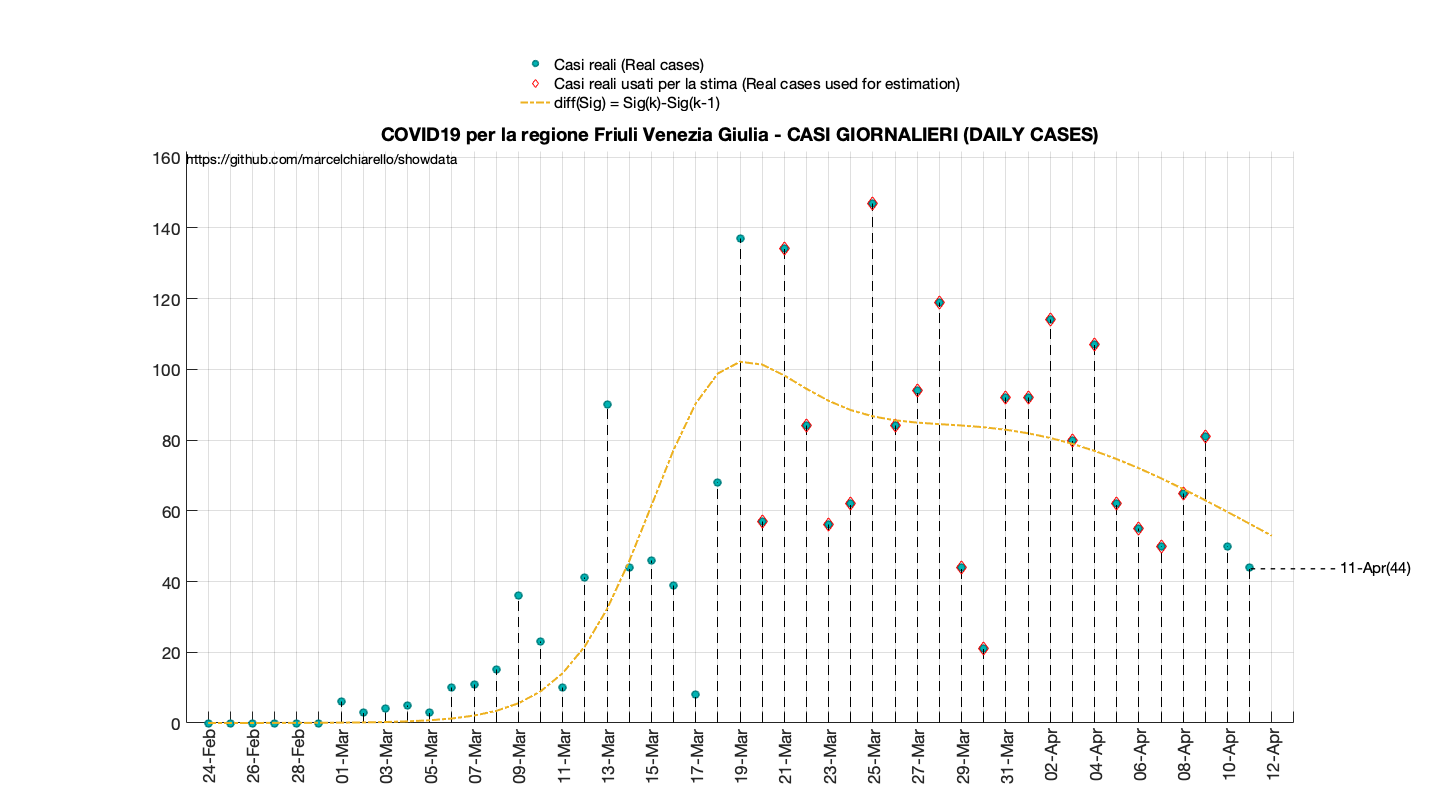 Casi reali (Real cases)
Casi reali usati per la stima (Real cases used for estimation)
diff(Sig) = Sig(k)-Sig(k-1)
COVID19 per la regione Friuli Venezia Giulia - CASI GIORNALIERI (DAILY CASES)
https://github.com/marcelchiarello/showdata
160
140
120
100
80
60
40
20
0
11-Apr(44)
24-Feb
26-Feb
28-Feb
01-Mar
03-Mar
05-Mar
07-Mar
09-Mar
11-Mar
13-Mar
15-Mar
17-Mar
19-Mar
21-Mar
23-Mar
25-Mar
27-Mar
29-Mar
31-Mar
02-Apr
04-Apr
06-Apr
08-Apr
10-Apr
12-Apr